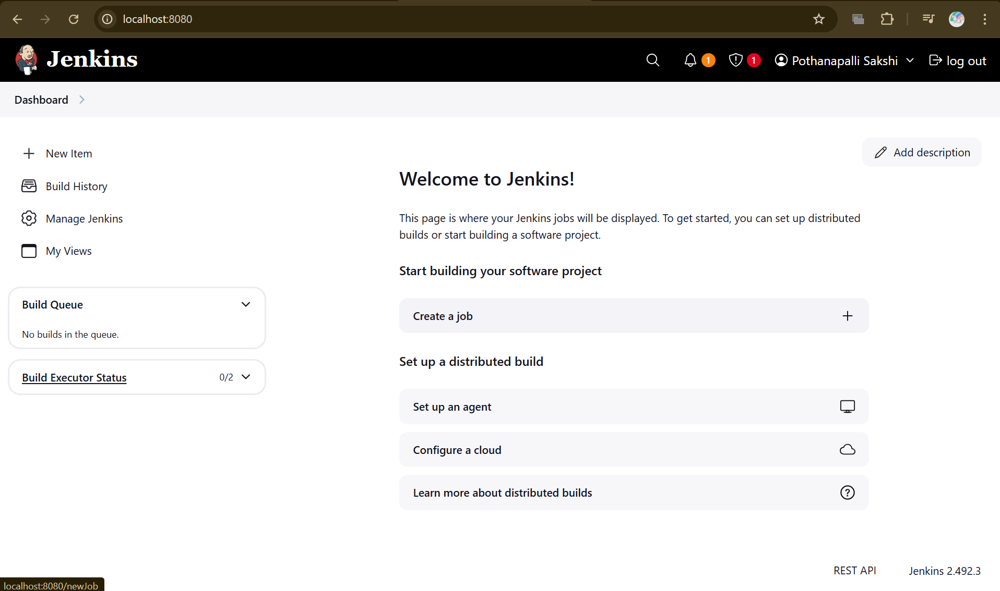 localhost:8080
Jenkins
1
1
Pothanapalli Sakshi
log out
Dashboard
New Item
Build History
Manage Jenkins
My Views
Build Queue
No builds in the queue.
Build Executor Status
0/2
Add description
Welcome to Jenkins!
This page is where your Jenkins jobs will be displayed. To get started, you can set up distributed
builds or start building a software project.
Start building your software project
Create a job
Set up a distributed build
Set up an agent
Configure a cloud
Learn more about distributed builds
REST API
Jenkins 2.492.3
localhost:8080/newJob